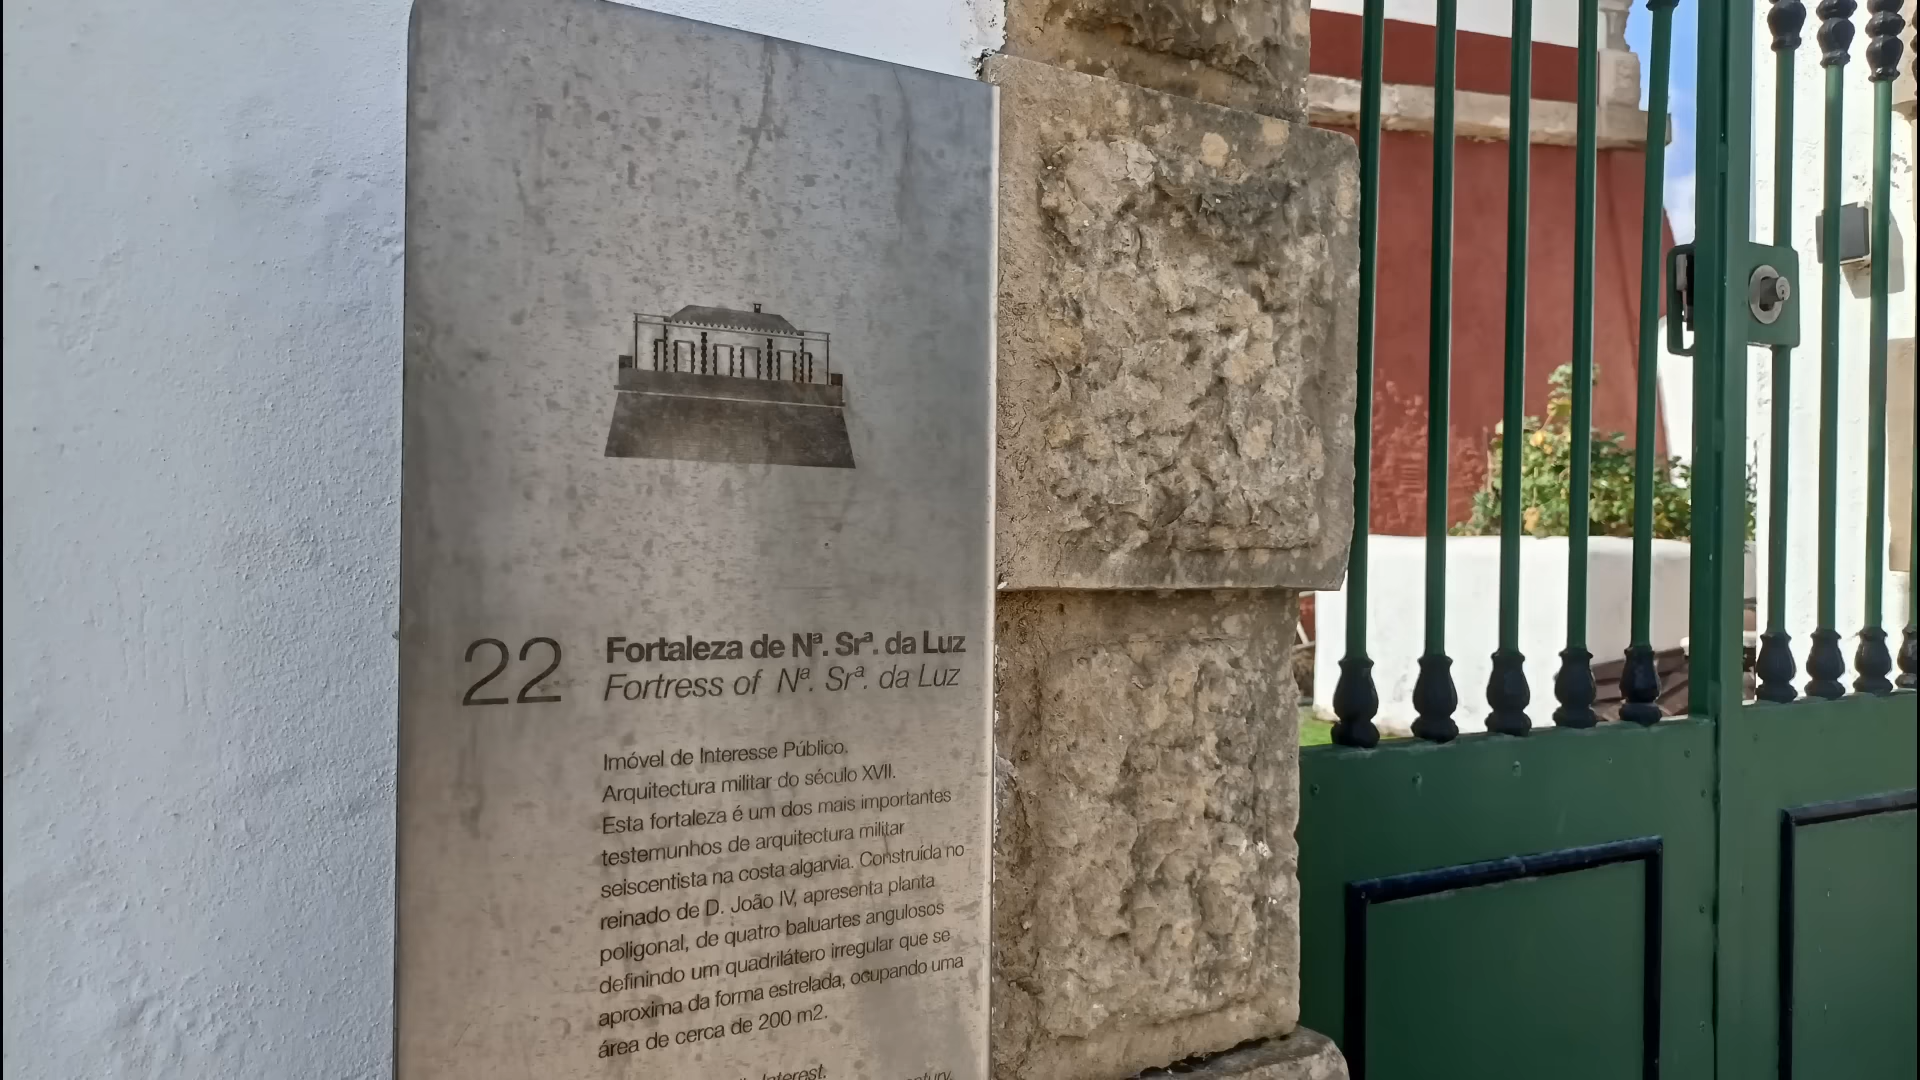 22
Fortaleza de Nª. Srª. da Luz
Fortress of Nª. Srª. da Luz
Imóvel de Interesse Público.
Arquitectura militar do século XVII.
Esta fortaleza é um dos mais importantes
testemunhos de arquitectura militar
seiscentista na costa algarvia. Construída no
reinado de D. João IV, apresenta planta
poligonal, de quatro baluartes angulosos
definindo um quadrilátero irregular que se
aproxima da forma estrelada, ocupando uma
área de cerca de 200 m2.
Interest.